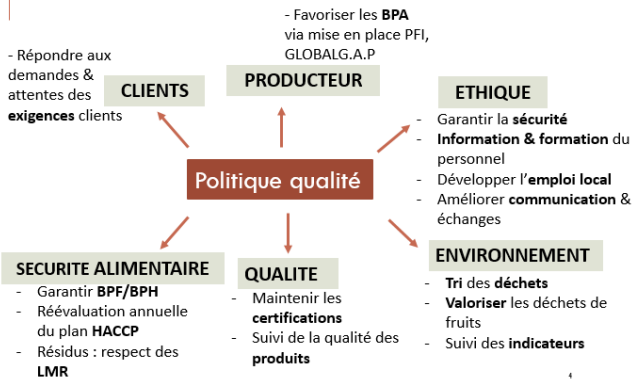 - Répondre aux
demandes &
attentes des
exigences clients
CLIENTS
- Favoriser les BPA
via mise en place PFI,
GLOBALG.A.P
PRODUCTEUR
ETHIQUE
- Garantir la sécurité
- Information & formation du
personnel
- Développer l’emploi local
- Améliorer communication &
échanges
Politique qualité
SECURITE ALIMENTAIRE
- Garantir BPF/BPH
- Réévaluation annuelle
du plan HACCP
- Résidus : respect des
LMR
QUALITE
- Maintenir les
certifications
- Suivi de la qualité des
produits
ENVIRONNEMENT
- Tri des déchets
- Valoriser les déchets de
fruits
- Suivi des indicateurs
4